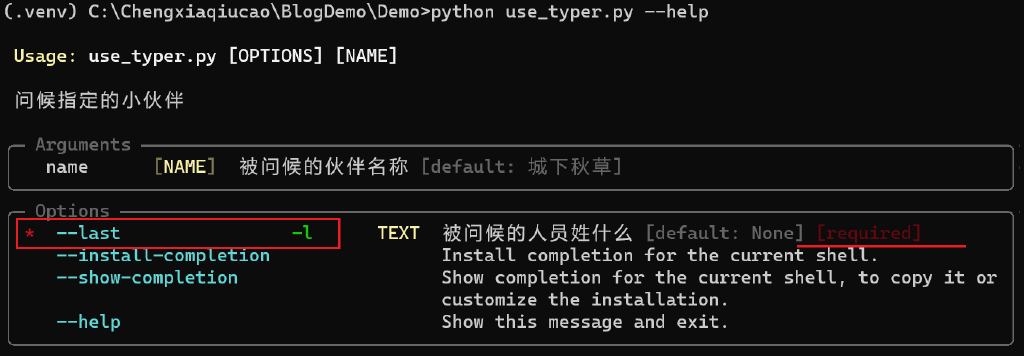 (.venv) C:\Chengxiaqiucao\BlogDemo\Demo>python use_typer.py --help
Usage: use_typer.py [OPTIONS] [NAME]
问候指定的小伙伴
Arguments
name [NAME] 被问候的伙伴名称 [default: 城下秋草]
Options
* --last -l TEXT 被问候的人员姓什么 [default: None] [required]
--install-completion Install completion for the current shell.
--show-completion Show completion for the current shell, to copy it or
customize the installation.
--help Show this message and exit.